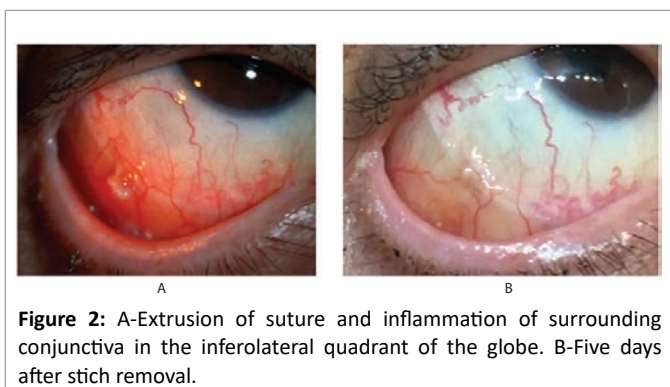 A
B
Figure 2: A-Extrusion of suture and inflammation of surrounding
conjunctiva in the inferolateral quadrant of the globe. B-Five days
after stich removal.